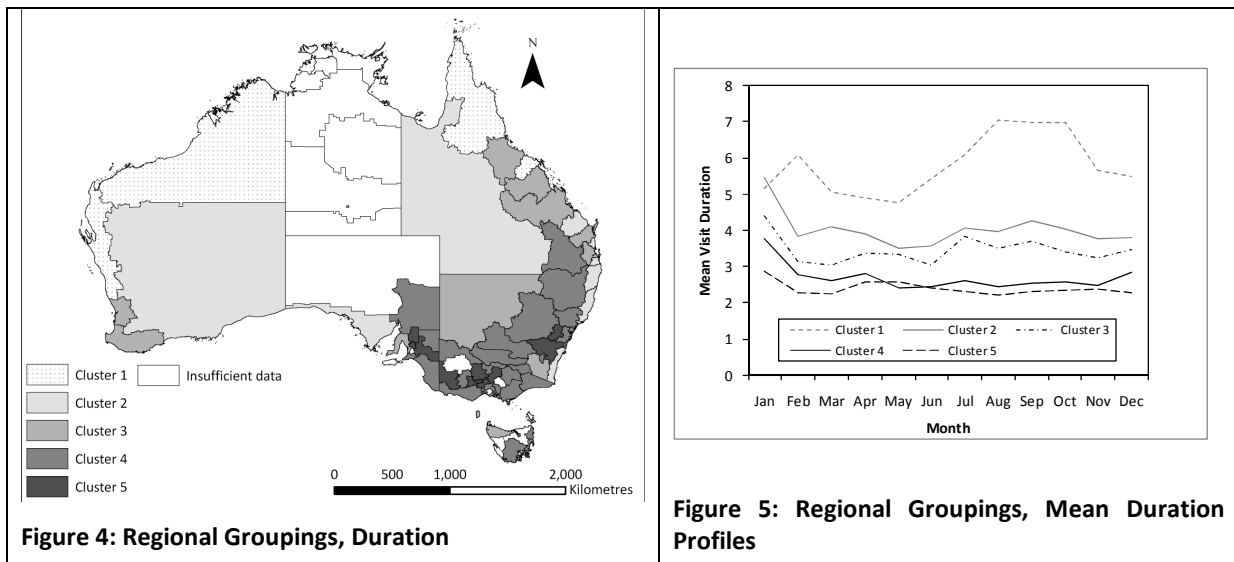 N
Cluster 1
Insufficient data
Cluster 2
Cluster 3
Cluster 4
Cluster 5
0 500 1,000 2,000
Kilometres
Figure 4: Regional Groupings, Duration
8
7
6
5
4
3
2
1
0
Mean Visit Duration
Cluster 1 Cluster 2 Cluster 3
Cluster 4 Cluster 5
Jan Feb Mar Apr May Jun Jul Aug Sep Oct Nov Dec
Month
Figure 5: Regional Groupings, Mean Duration
Profiles